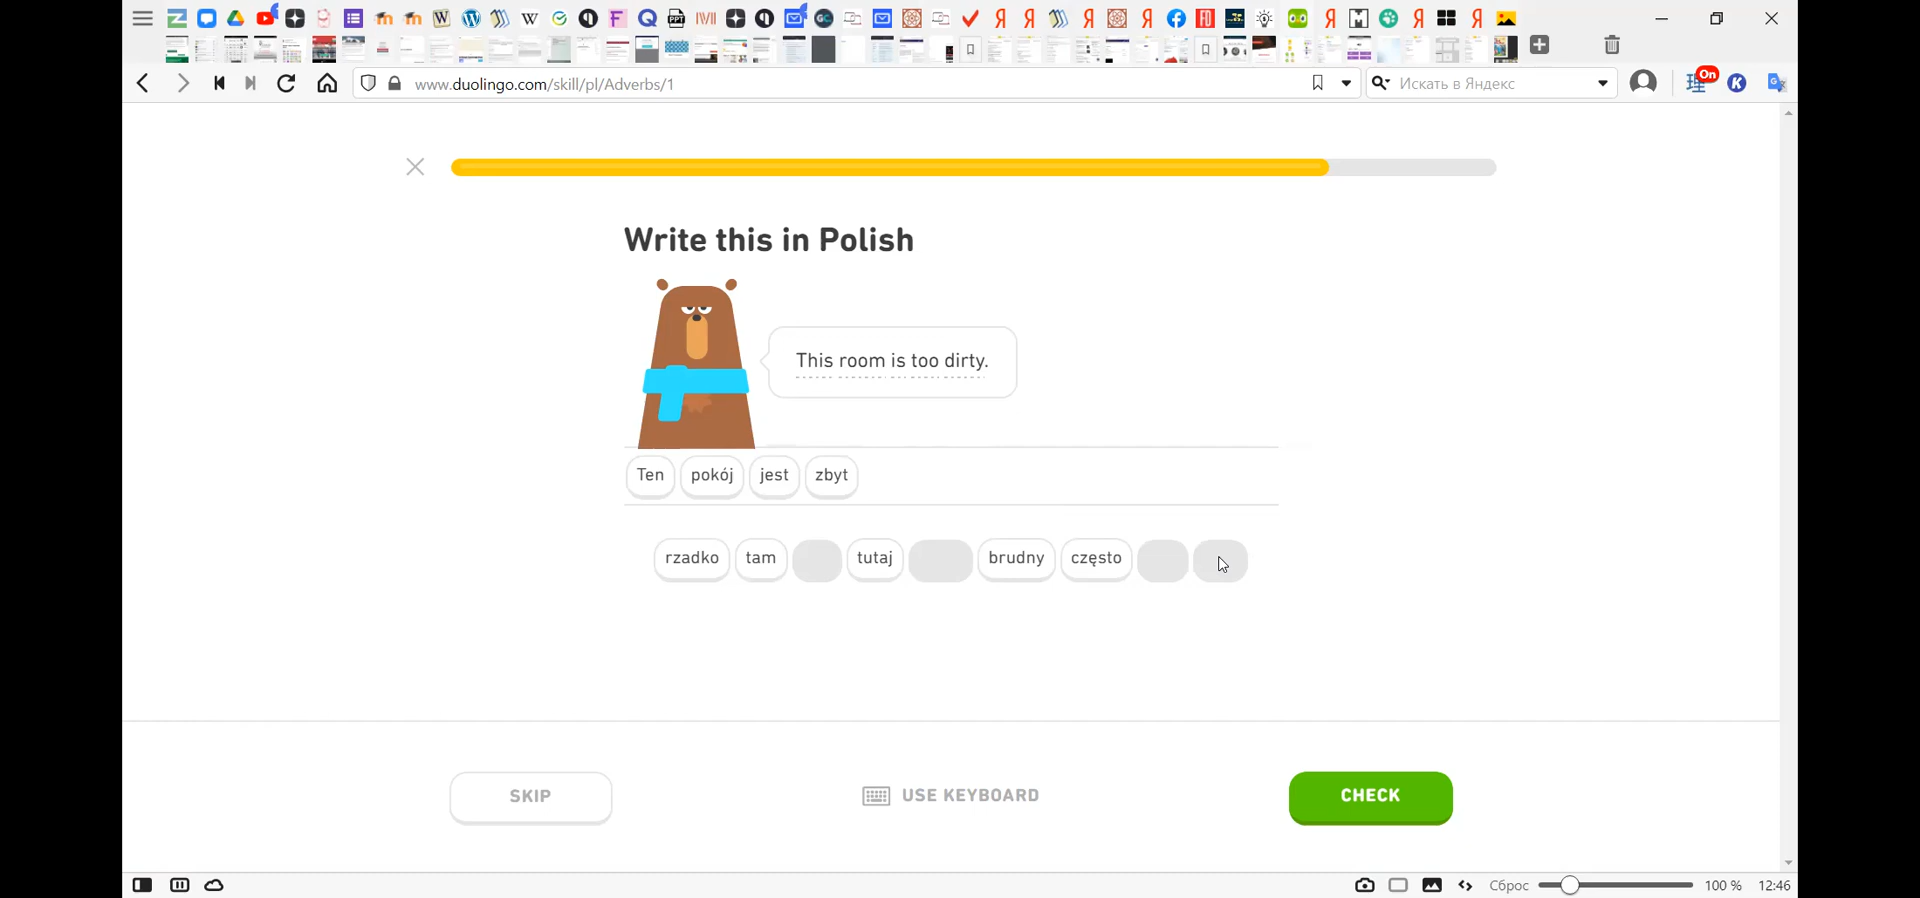 www.duolingo.com/skill/pl/Adverbs/1
Искать в Яндекс
On
Write this in Polish
This room is too dirty.
Ten pokój jest zbyt
rzadko tam tutaj brudny często
SKIP
USE KEYBOARD
CHECK
Сброс 100 % 12:46